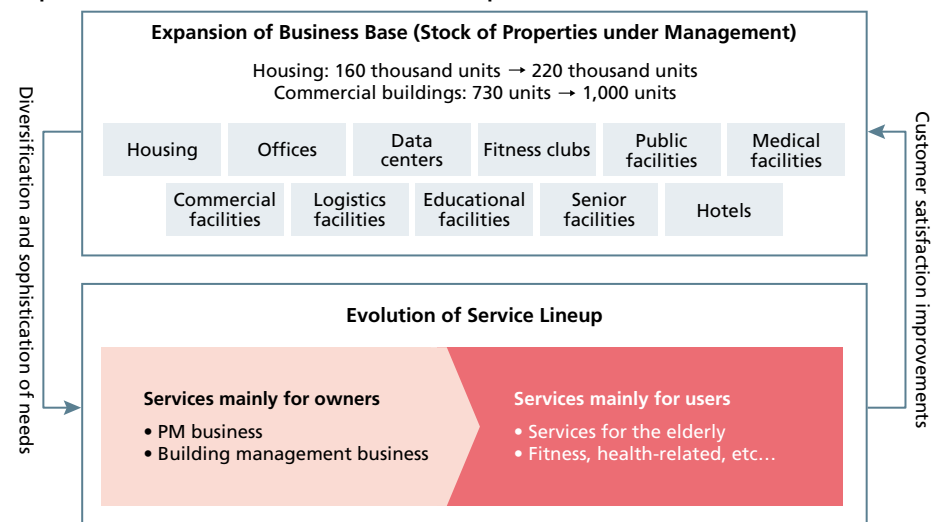 Expansion of Business Base (Stock of Properties under Management)
Housing: 160 thousand units → 220 thousand units
Commercial buildings: 730 units → 1,000 units
Housing
Offices
Data
centers
Fitness clubs
Public
facilities
Medical
facilities
Commercial
facilities
Logistics
facilities
Educational
facilities
Senior
facilities
Hotels
Diversification and sophistication of needs
Customer satisfaction improvements
Evolution of Service Lineup
Services mainly for owners
• PM business
• Building management business
Services mainly for users
• Services for the elderly
• Fitness, health-related, etc…